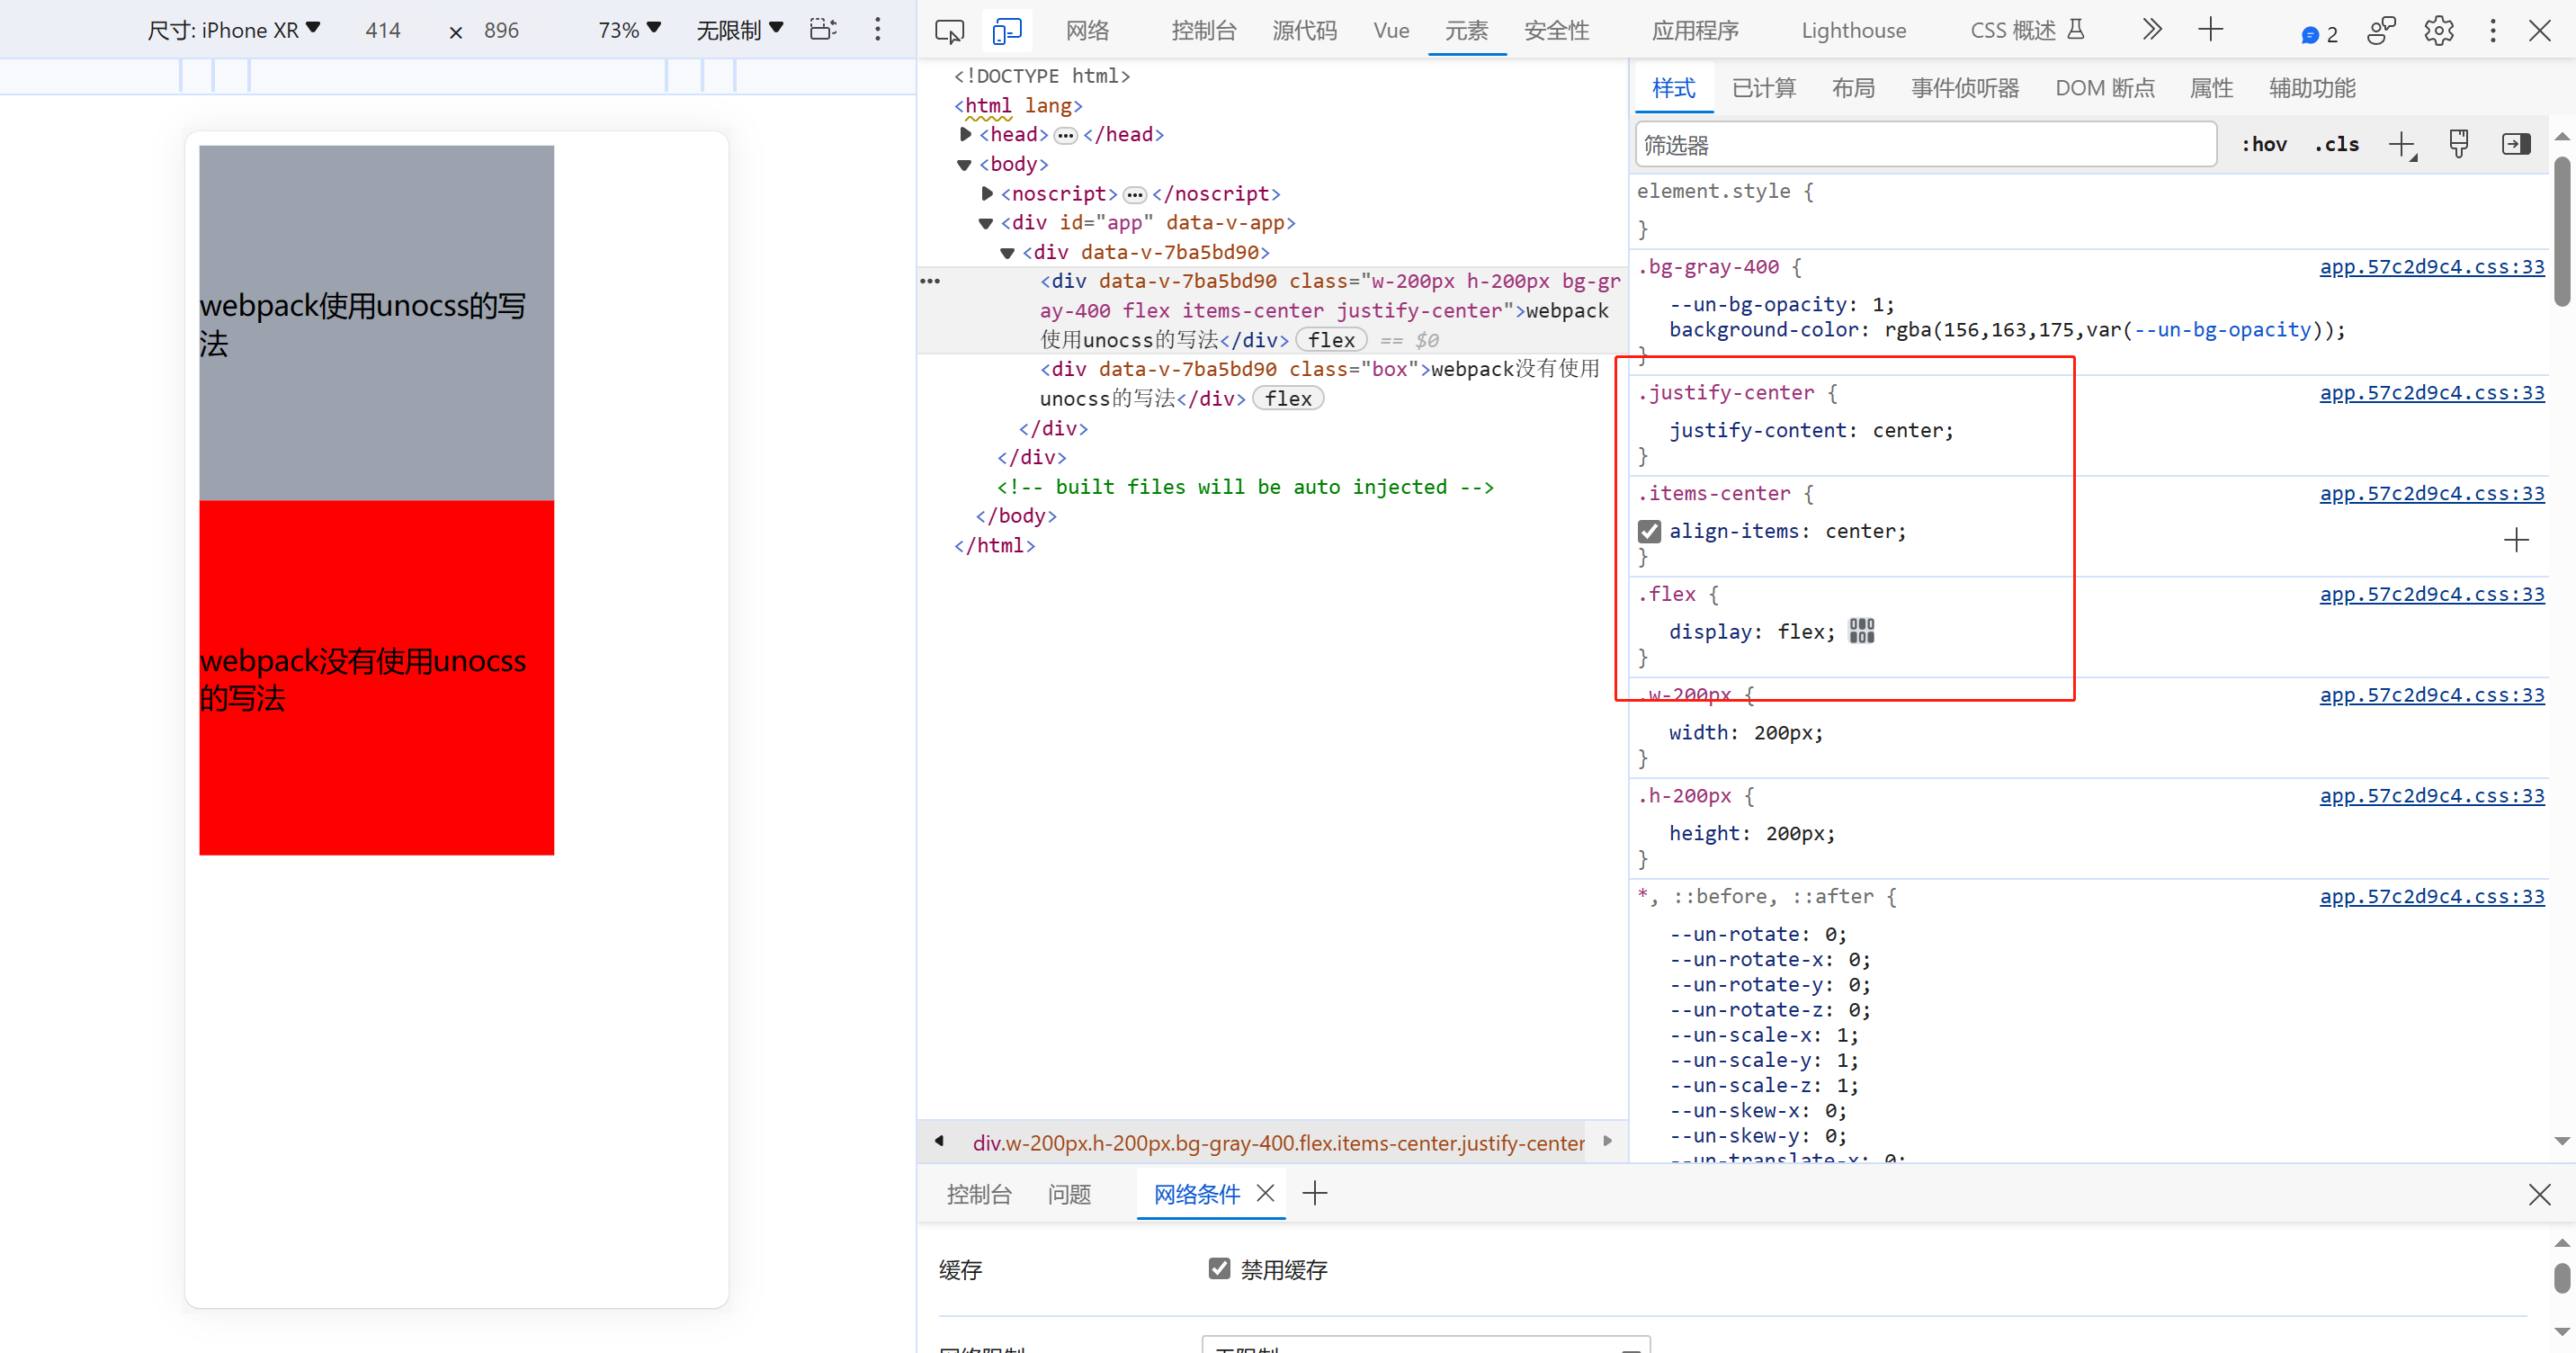 尺寸: iPhone XR 414 × 896 73% 无限制
webpack使用unocss的写
法
webpack没有使用unocss
的写法
网络 控制台 源代码 Vue 元素 安全性 应用程序 Lighthouse CSS 概述 2
<!DOCTYPE html>
<html lang>
<head> ••• </head>
<body>
<noscript> ••• </noscript>
<div id="app" data-v-app>
<div data-v-7ba5bd90>
<div data-v-7ba5bd90 class="w-200px h-200px bg-gr
ay-400 flex items-center justify-center">webpack
使用unocss的写法</div> flex == $0
<div data-v-7ba5bd90 class="box">webpack没有使用
unocss的写法</div> flex
</div>
</div>
<!-- built files will be auto injected -->
</body>
</html>
div.w-200px.h-200px.bg-gray-400.flex.items-center.justify-center
样式 已计算 布局 事件侦听器 DOM 断点 属性 辅助功能
筛选器 :hov .cls
element.style {
}
.bg-gray-400 { app.57c2d9c4.css:33
--un-bg-opacity: 1;
background-color: rgba(156,163,175,var(--un-bg-opacity));
}
.justify-center { app.57c2d9c4.css:33
justify-content: center;
}
.items-center { app.57c2d9c4.css:33
align-items: center;
}
.flex { app.57c2d9c4.css:33
display: flex;
}
.w-200px { app.57c2d9c4.css:33
width: 200px;
}
.h-200px { app.57c2d9c4.css:33
height: 200px;
}
*, ::before, ::after { app.57c2d9c4.css:33
--un-rotate: 0;
--un-rotate-x: 0;
--un-rotate-y: 0;
--un-rotate-z: 0;
--un-scale-x: 1;
--un-scale-y: 1;
--un-scale-z: 1;
--un-skew-x: 0;
--un-skew-y: 0;
--un-translate-x: 0;
控制台 问题 网络条件
缓存 禁用缓存
网络限制 无限制